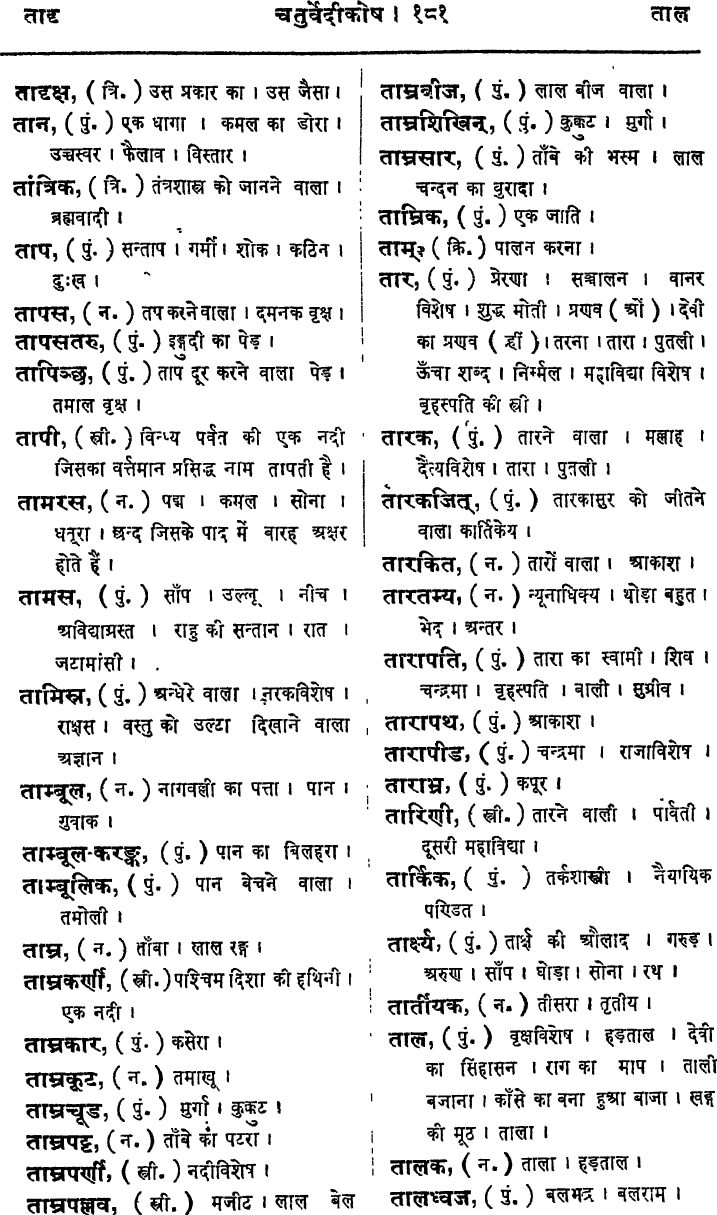 तादृ चतुर्वेदीकोष । १८१ ताल
तादृक्ष, ( त्रि. ) उस प्रकार का । उस जैसा ।
तान, ( पुं. ) एक धागा । कमल का डोरा ।
उच्चस्वर । फैलाव । विस्तार ।
तांत्रिक, ( त्रि. ) तंत्रशास्त्र को जानने वाला ।
ब्रह्मवादी ।
ताप, ( पुं. ) सन्ताप । गर्मी । शोक । कठिन ।
दुःख ।
तापस, ( न. ) तप करने वाला । दमनक वृक्ष ।
तापसतरु, ( पुं. ) इङ्गुदी का पेड़ ।
तापिञ्छ, ( पुं. ) ताप दूर करने वाला पेड़ ।
तमाल वृक्ष ।
तापी, ( स्त्री. ) विन्ध्य पर्वत की एक नदी
जिसका वर्त्तमान प्रसिद्ध नाम तापती है ।
तामरस, ( न. ) पद्म । कमल । सोना ।
धतूरा । छन्द जिसके पाद में बारह अक्षर
होते हैं ।
तामस, ( पुं. ) साँप । उल्लू । नीच ।
अविद्याग्रस्त । राहु की सन्तान । रात ।
जटामांसी ।
तामिस्र, ( पुं. ) अन्धेरे वाला । नरकविशेष ।
राक्षस । वस्तु को उल्टा दिखाने वाला
अज्ञान ।
ताम्बूल, ( न. ) नागवल्ली का पत्ता । पान ।
गुवाक ।
ताम्बूल-करङ्क, ( पुं. ) पान का बिलहरा ।
ताम्बूलिक, ( पुं. ) पान बेचने वाला ।
तमोली ।
ताम्र, ( न. ) ताँबा । लाल रङ्ग ।
ताम्रकर्णी, ( स्त्री. ) पश्चिम दिशा की हथिनी ।
एक नदी ।
ताम्रकार, ( पुं. ) कसेरा ।
ताम्रकूट, ( न. ) तमाखू ।
ताम्रचूड, ( पुं. ) मुर्गा । कुक्कुट ।
ताम्रपट्ट, ( न. ) ताँबे का पटरा ।
ताम्रपर्णी, ( स्त्री. ) नदीविशेष ।
ताम्रपल्लव, ( स्त्री. ) मजीट । लाल बेल
ताम्रबीज, ( पुं. ) लाल बीज वाला ।
ताम्रशिखिन्, ( पुं. ) कुक्कुट । मुर्गा ।
ताम्रसार, ( पुं. ) ताँबे की भस्म । लाल
चन्दन का बुरादा ।
ताम्रिक, ( पुं. ) एक जाति ।
ताम्: ( क्रि. ) पालन करना ।
तार, ( पुं. ) प्रेरणा । सञ्चालन । वानर
विशेष । शुद्ध मोती । प्रणव ( ओं ) । देवी
का प्रणव ( ह्रीं ) । तरना । तारा । पुतली ।
ऊँचा शब्द । निर्म्मल । महाविद्या विशेष ।
बृहस्पति की स्त्री ।
तारक, ( पुं. ) तारने वाला । मल्लाह ।
दैत्यविशेष । तारा । पुतली ।
तारकजित्, ( पुं. ) तारकासुर को जीतने
वाला कार्तिकेय ।
तारकित, ( न. ) तारों वाला । आकाश ।
तारतम्य, ( न. ) न्यूनाधिक्य । थोड़ा बहुत ।
भेद । अन्तर ।
तारापति, ( पुं. ) तारा का स्वामी । शिव ।
चन्द्रमा । बृहस्पति । बाली । सुग्रीव ।
तारापथ, ( पुं. ) आकाश ।
तारापीड, ( पुं. ) चन्द्रमा । राजाविशेष ।
ताराभ्र, ( पुं. ) कपूर ।
तारिणी, ( स्त्री. ) तारने वाली । पार्वती ।
दूसरी महाविद्या ।
तार्किक, ( पुं. ) तर्कशास्त्री । नैयायिक
पण्डित ।
तार्क्ष्य, ( पुं. ) तार्क्ष की औलाद । गरुड़ ।
अरुण । साँप । घोड़ा । सोना । रथ ।
तार्तीयक, ( न. ) तीसरा । तृतीय ।
ताल, ( पुं. ) वृक्षविशेष । हड़ताल । देवी
का सिंहासन । राग का माप । ताली
बजाना । काँसे का बना हुआ बाजा । खड्ग
की मूठ । ताला ।
तालक, ( न. ) ताला । हड़ताल ।
तालध्वज, ( पुं. ) बलभद्र । बलराम ।